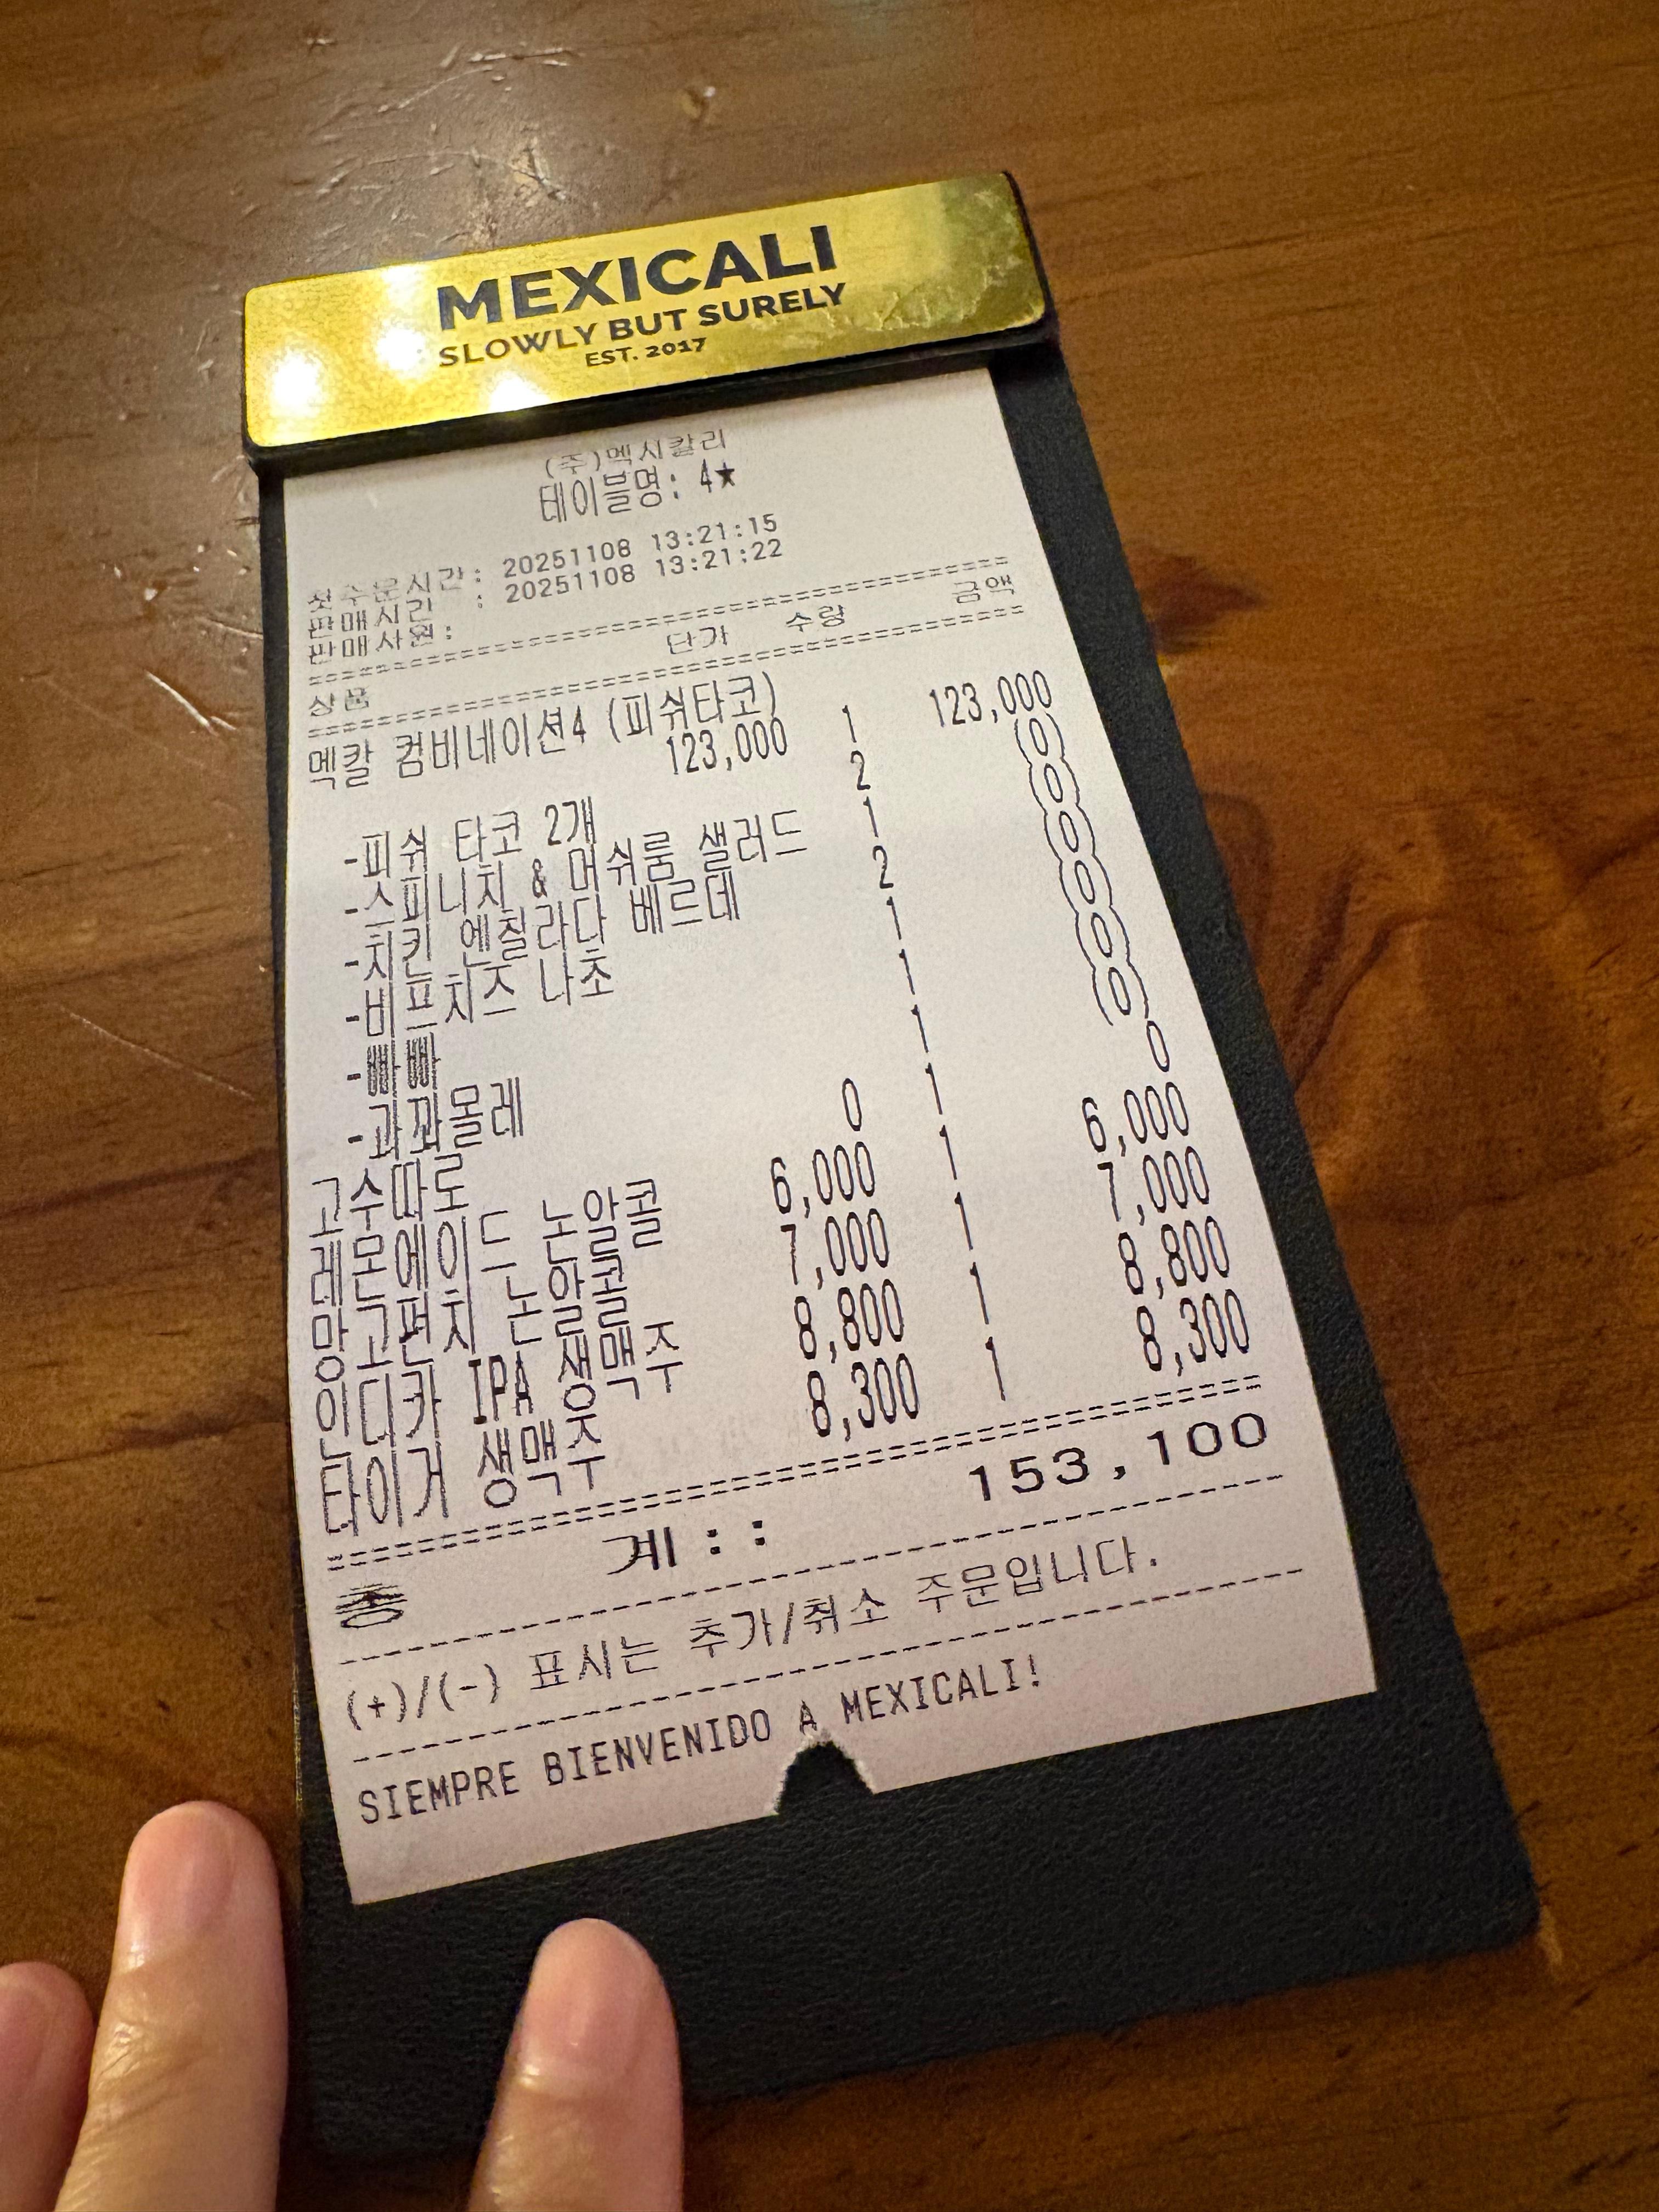 MEXICALI
SLOWLY BUT SURELY
EST. 2017
(주)멕시칼리
테이블명: 4★
첫주문시간: 20251108 13:21:15
판매시간 : 20251108 13:21:22
판매사원:
상품 단가 수량 금액
멕칼 컴비네이션4 (피쉬타코)
123,000 1 123,000
-피쉬 타코 2개 2 (0)
-스피니치 & 머쉬룸 샐러드 1 (0)
-치킨 엔칠라다 베르데 2 (0)
-비프 치즈 나초 1 (0)
-빠빠 1 (0)
-과꽈몰레 1 (0)
고수따로 0 1 0
레몬에이드 논알콜 6,000 1 6,000
망고펀치 논알콜 7,000 1 7,000
인디카 IPA 생맥주 8,800 1 8,800
타이거 생맥주 8,300 1 8,300
총 계:: 153,100
(+)/(-) 표시는 추가/취소 주문입니다.
SIEMPRE BIENVENIDO A MEXICALI!